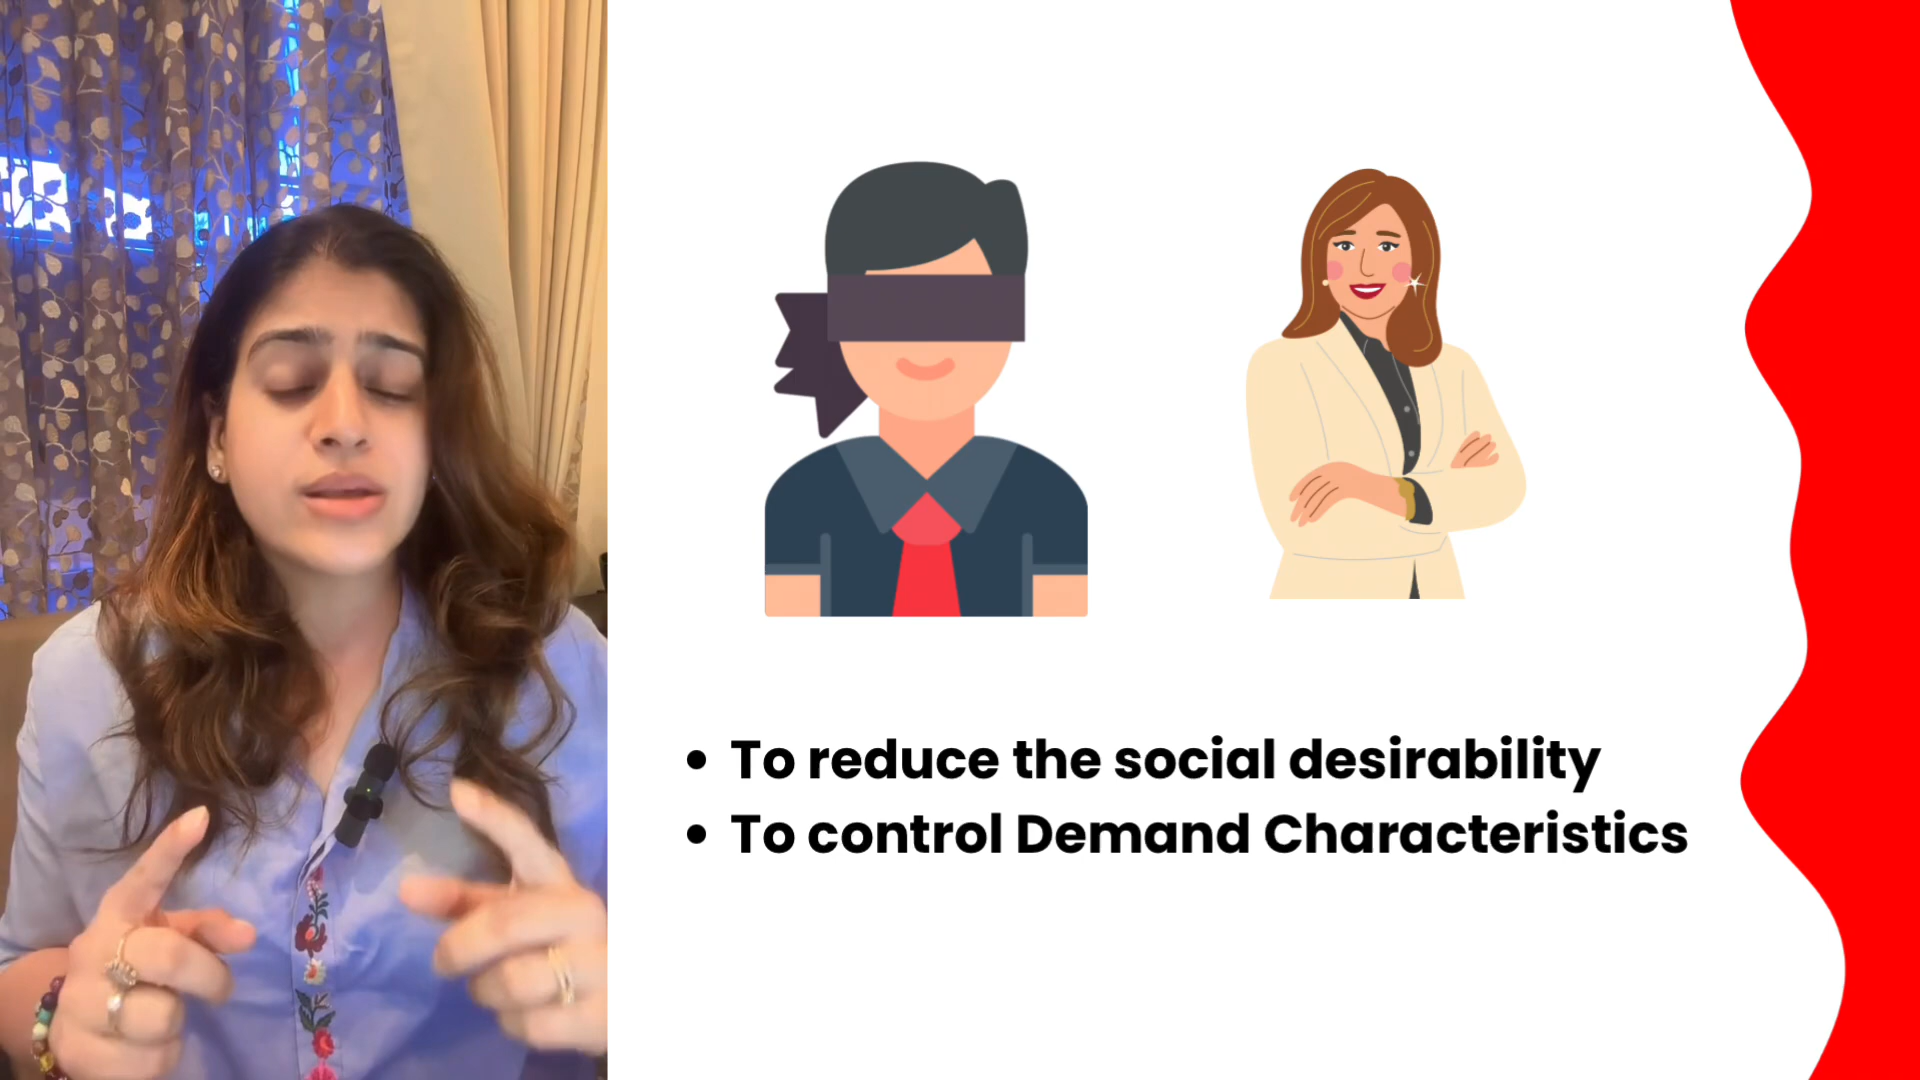 To reduce the social desirability
To control Demand Characteristics